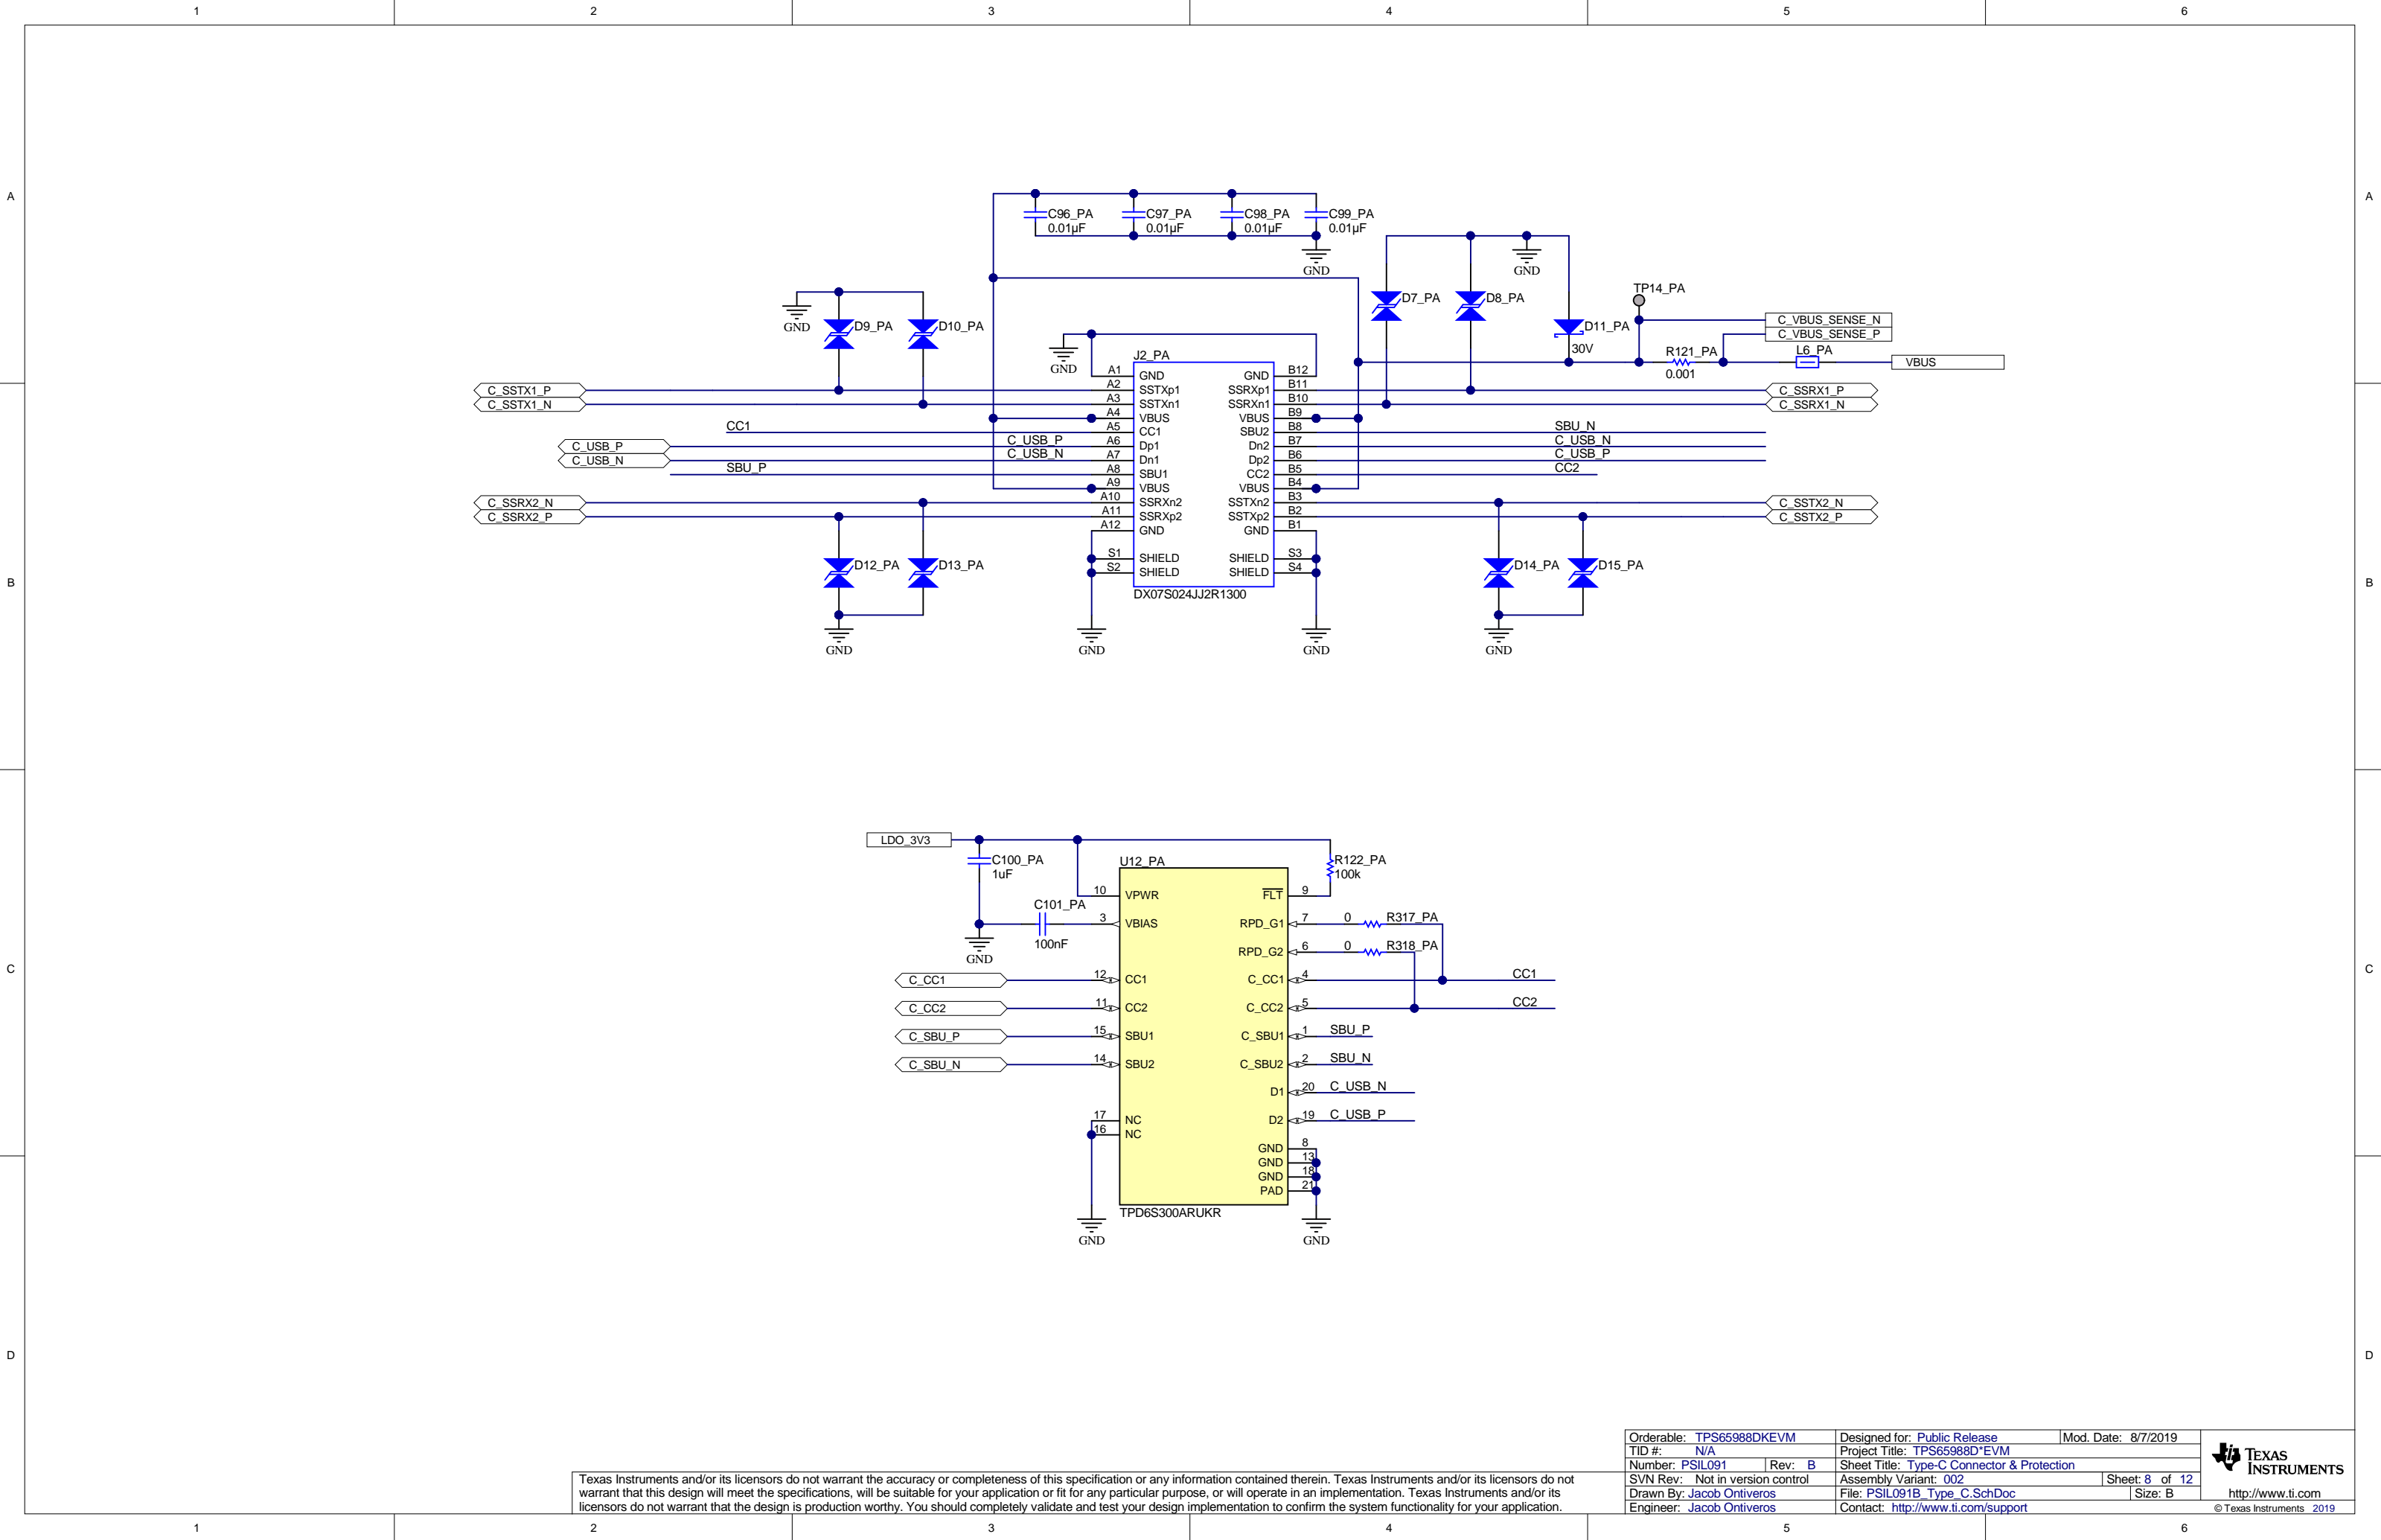 1 2 3 4 5 6
A A
C96_PA C97_PA C98_PA C99_PA
0.01µF 0.01µF 0.01µF 0.01µF
GND GND
TP14_PA
D7_PA D8_PA
GND D9_PA D10_PA
C_VBUS_SENSE_N
D11_PA C_VBUS_SENSE_P
30V
J2_PA R121_PA L6_PA
GND VBUS
0.001
A1 GND GND B12
C_SSTX1_P A2 SSTXp1 SSRXp1 B11 C_SSRX1_P
C_SSTX1_N A3 SSTXn1 SSRXn1 B10 C_SSRX1_N
A4 VBUS VBUS B9
CC1 A5 CC1 SBU2 B8 SBU_N
C_USB_P C_USB_P A6 Dp1 Dn2 B7 C_USB_N
C_USB_N C_USB_N A7 Dn1 Dp2 B6 C_USB_P
SBU_P A8 SBU1 CC2 B5 CC2
A9 VBUS VBUS B4
C_SSRX2_N A10 SSRXn2 SSTXn2 B3 C_SSTX2_N
C_SSRX2_P A11 SSRXp2 SSTXp2 B2 C_SSTX2_P
A12 GND GND B1
S1 SHIELD SHIELD S3
D12_PA D13_PA S2 SHIELD SHIELD S4 D14_PA D15_PA
B B
DX07S024JJ2R1300
GND GND GND GND
LDO_3V3
C100_PA U12_PA R122_PA
1uF 100k
10 VPWR FLT 9
C101_PA
3 VBIAS RPD_G1 7 0 R317_PA
100nF
GND RPD_G2 6 0 R318_PA
C C
C_CC1 12 CC1 C_CC1 4 CC1
C_CC2 11 CC2 C_CC2 5 CC2
C_SBU_P 15 SBU1 C_SBU1 1 SBU_P
C_SBU_N 14 SBU2 C_SBU2 2 SBU_N
D1 20 C_USB_N
17 NC D2 19 C_USB_P
16 NC
GND 8
GND 13
GND 18
PAD 21
TPD6S300ARUKR
GND GND
D D
Texas Instruments and/or its licensors do not warrant the accuracy or completeness of this specification or any information contained therein. Texas Instruments and/or its licensors do not
warrant that this design will meet the specifications, will be suitable for your application or fit for any particular purpose, or will operate in an implementation. Texas Instruments and/or its
licensors do not warrant that the design is production worthy. You should completely validate and test your design implementation to confirm the system functionality for your application.
Orderable: TPS65988DKEVM Designed for: Public Release Mod. Date: 8/7/2019
TID #: N/A Project Title: TPS65988D*EVM
Number: PSIL091 Rev: B Sheet Title: Type-C Connector & Protection
SVN Rev: Not in version control Assembly Variant: 002 Sheet: 8 of 12
Drawn By: Jacob Ontiveros File: PSIL091B_Type_C.SchDoc Size: B
Engineer: Jacob Ontiveros Contact: http://www.ti.com/support
TEXAS
INSTRUMENTS
http://www.ti.com
© Texas Instruments 2019
1 2 3 4 5 6